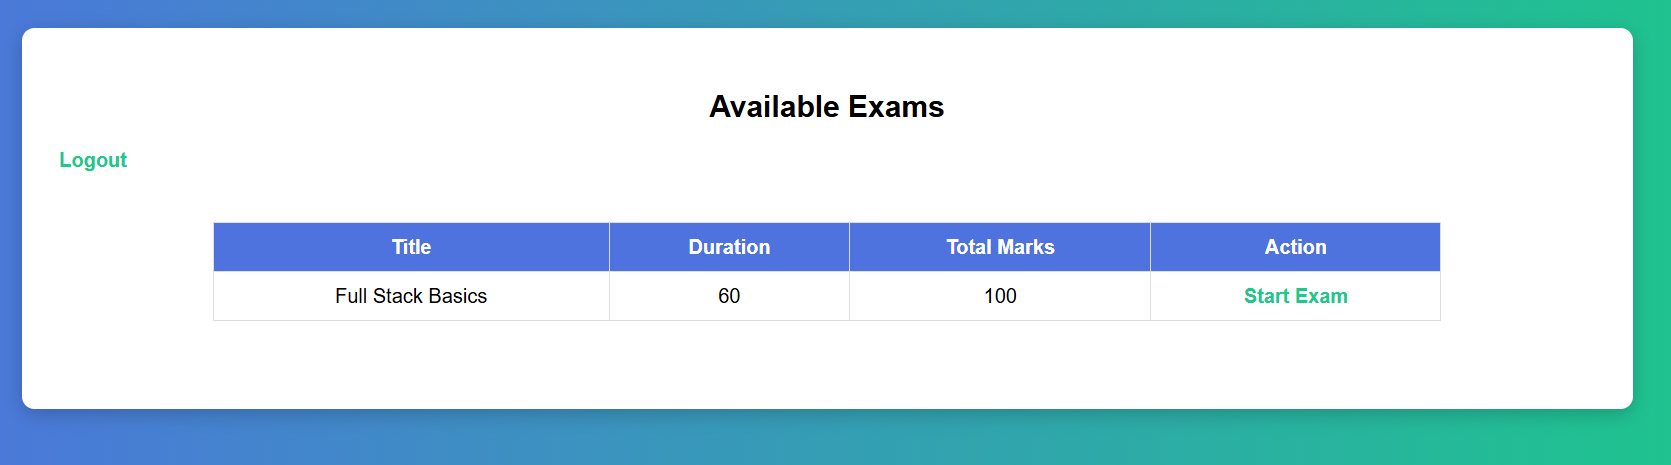 Available Exams
Logout
Title Duration Total Marks Action
Full Stack Basics 60 100 Start Exam